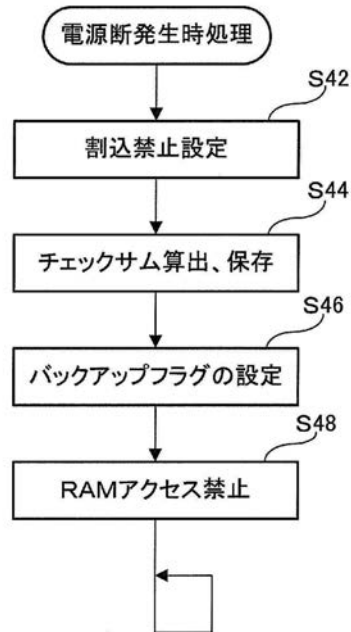 電源断発生時処理
S42
割込禁止設定
S44
チェックサム算出、保存
S46
バックアップフラグの設定
S48
RAMアクセス禁止